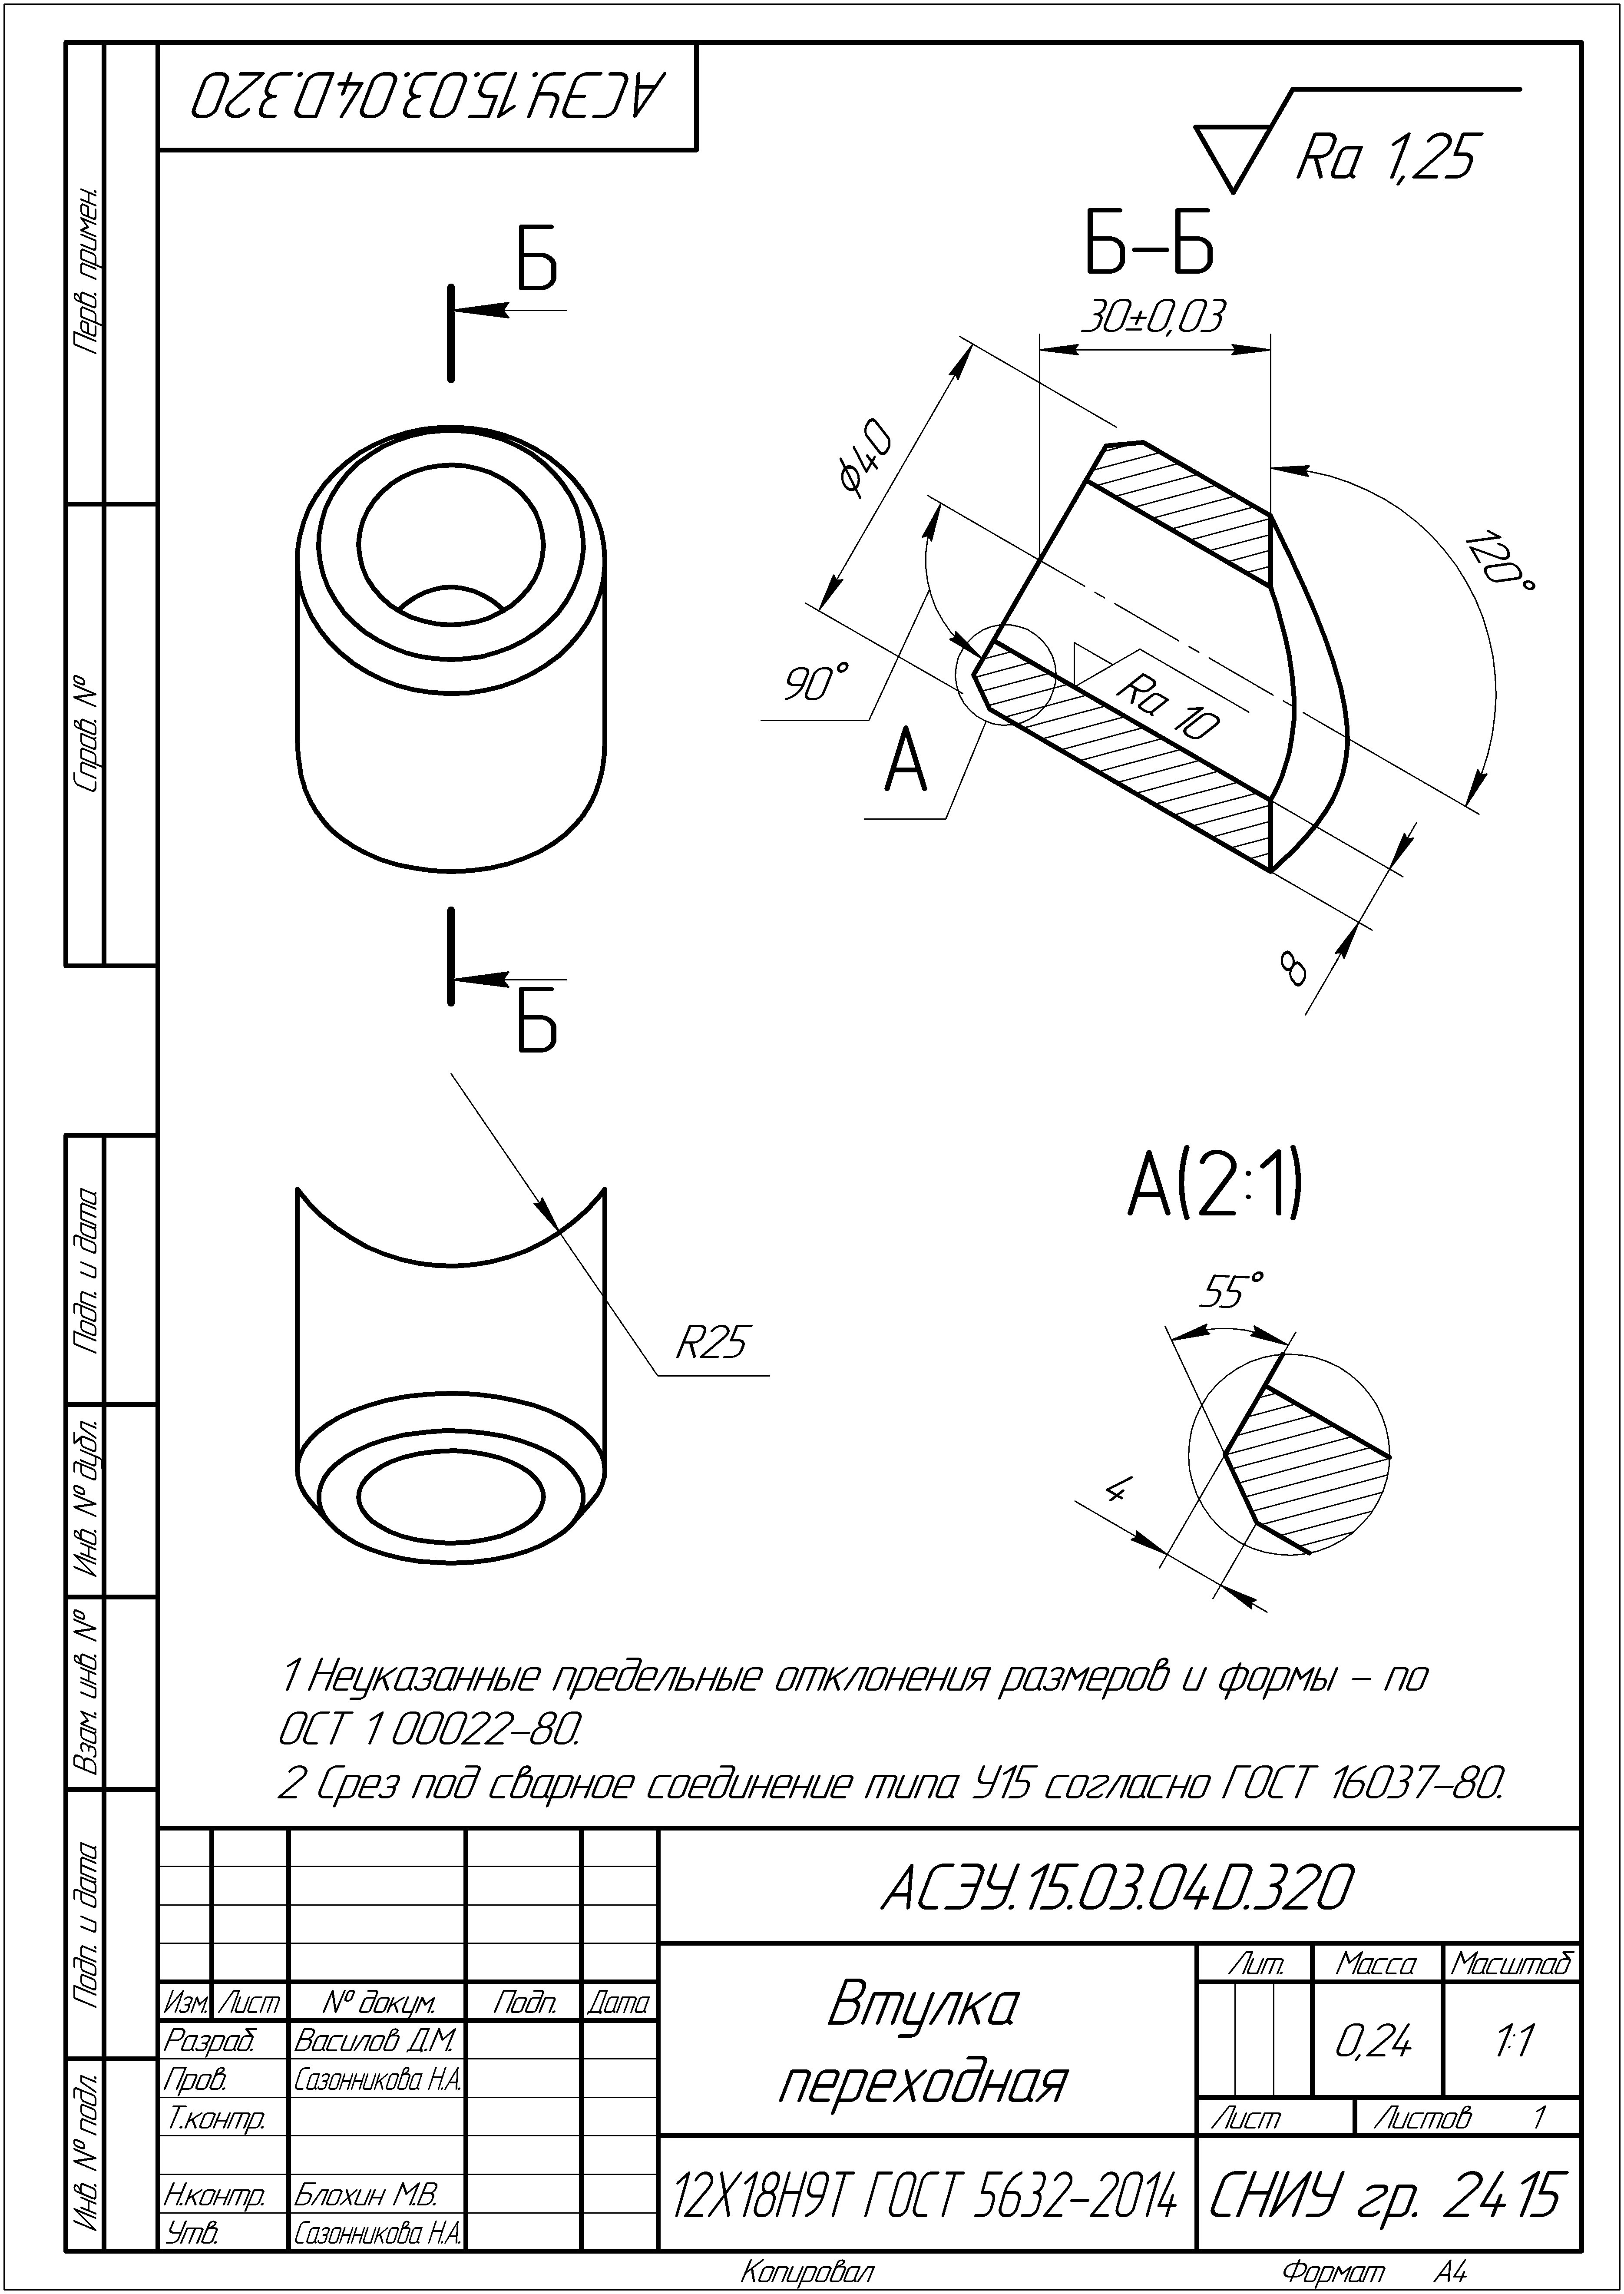 АСЭУ.15.03.04D.320
Ra 1,25
Перв. примен.
Справ. №
Подп. и дата
Инв. № дубл.
Взам. инв. №
Подп. и дата
Инв. № подл.
Б
Б
Б–Б
30±0,03
ϕ40
120°
90°
А
Ra 10
8
R25
А(2:1)
55°
4
1 Неуказанные предельные отклонения размеров и формы – по
ОСТ 1 00022–80.
2 Срез под сварное соединение типа У15 согласно ГОСТ 16037–80.
АСЭУ.15.03.04D.320
Втулка
переходная
Лит. Масса Масштаб
0,24 1:1
Лист Листов 1
Изм. Лист № докум. Подп. Дата
Разраб. Василов Д.М.
Пров. Сазонникова Н.А.
Т.контр.
Н.контр. Блохин М.В.
Утв. Сазонникова Н.А.
12Х18Н9Т ГОСТ 5632–2014
СНИУ гр. 2415
Копировал Формат А4